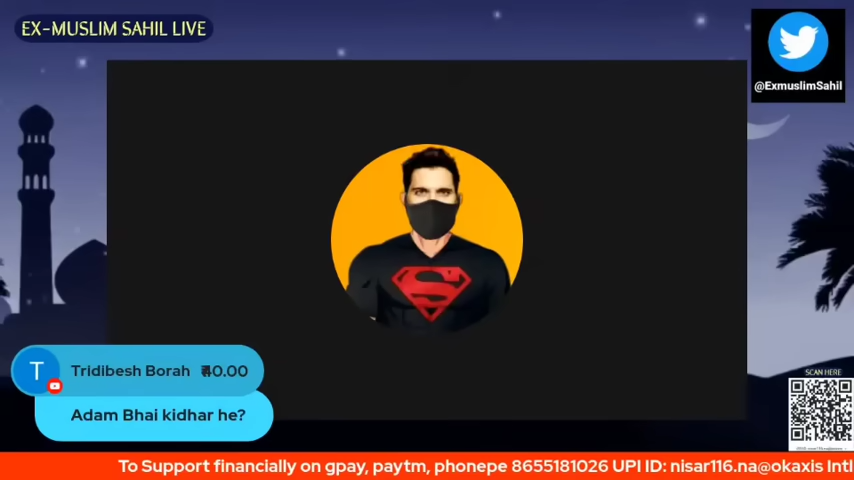 EX-MUSLIM SAHIL LIVE
@ExmuslimSahil
T
Tridibesh Borah ₹40.00
Adam Bhai kidhar he?
SCAN HERE
To Support financially on gpay, paytm, phonepe 8655181026 UPI ID: nisar116.na@okaxis Intl